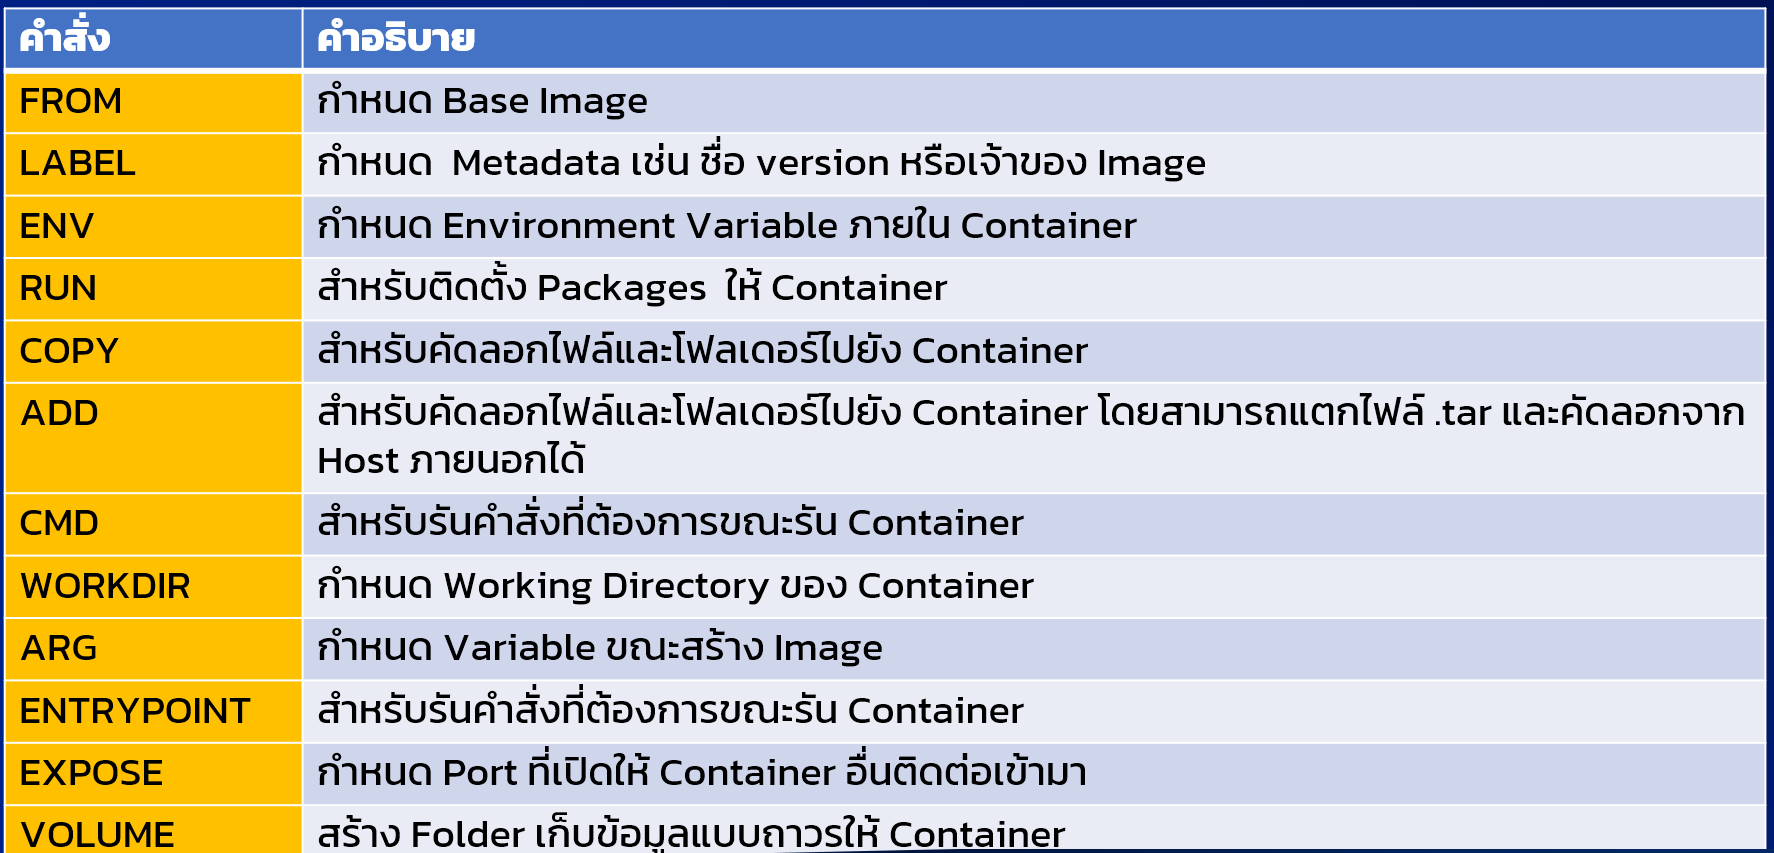 คำสั่ง คำอธิบาย
FROM กำหนด Base Image
LABEL กำหนด  Metadata เช่น ชื่อ version หรือเจ้าของ Image
ENV กำหนด Environment Variable ภายใน Container
RUN สำหรับติดตั้ง Packages  ให้ Container
COPY สำหรับคัดลอกไฟล์และโฟลเดอร์ไปยัง Container
ADD สำหรับคัดลอกไฟล์และโฟลเดอร์ไปยัง Container โดยสามารถแตกไฟล์ .tar และคัดลอกจาก
Host ภายนอกได้
CMD สำหรับรันคำสั่งที่ต้องการขณะรัน Container
WORKDIR กำหนด Working Directory ของ Container
ARG กำหนด Variable ขณะสร้าง Image
ENTRYPOINT สำหรับรันคำสั่งที่ต้องการขณะรัน Container
EXPOSE กำหนด Port ที่เปิดให้ Container อื่นติดต่อเข้ามา
VOLUME สร้าง Folder เก็บข้อมูลแบบถาวรให้ Container